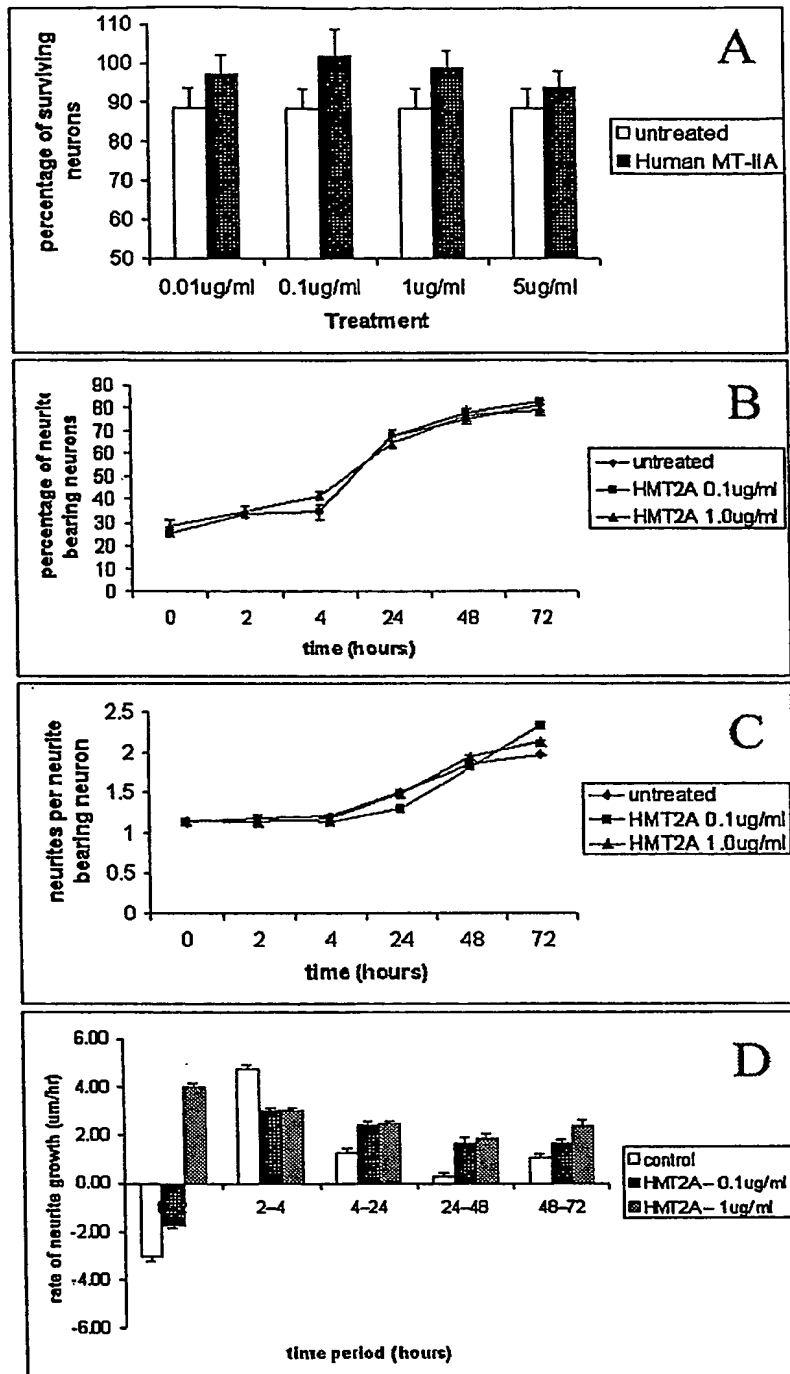 A
110
100
90
80
70
60
50
percentage of surviving
neurons
0.01ug/ml 0.1ug/ml 1ug/ml 5ug/ml
Treatment
untreated
Human MT-IIA
B
90
80
70
60
50
40
30
20
10
0
percentage of neurite
bearing neurons
0 2 4 24 48 72
time (hours)
untreated
HMT2A 0.1ug/ml
HMT2A 1.0ug/ml
C
2.5
2
1.5
1
0.5
0
neurites per neurite
bearing neuron
0 2 4 24 48 72
time (hours)
untreated
HMT2A 0.1ug/ml
HMT2A 1.0ug/ml
D
6.00
4.00
2.00
0.00
-2.00
-4.00
-6.00
rate of neurite growth (um/hr)
2-4 4-24 24-48 48-72
time period (hours)
control
HMT2A- 0.1ug/ml
HMT2A- 1ug/ml